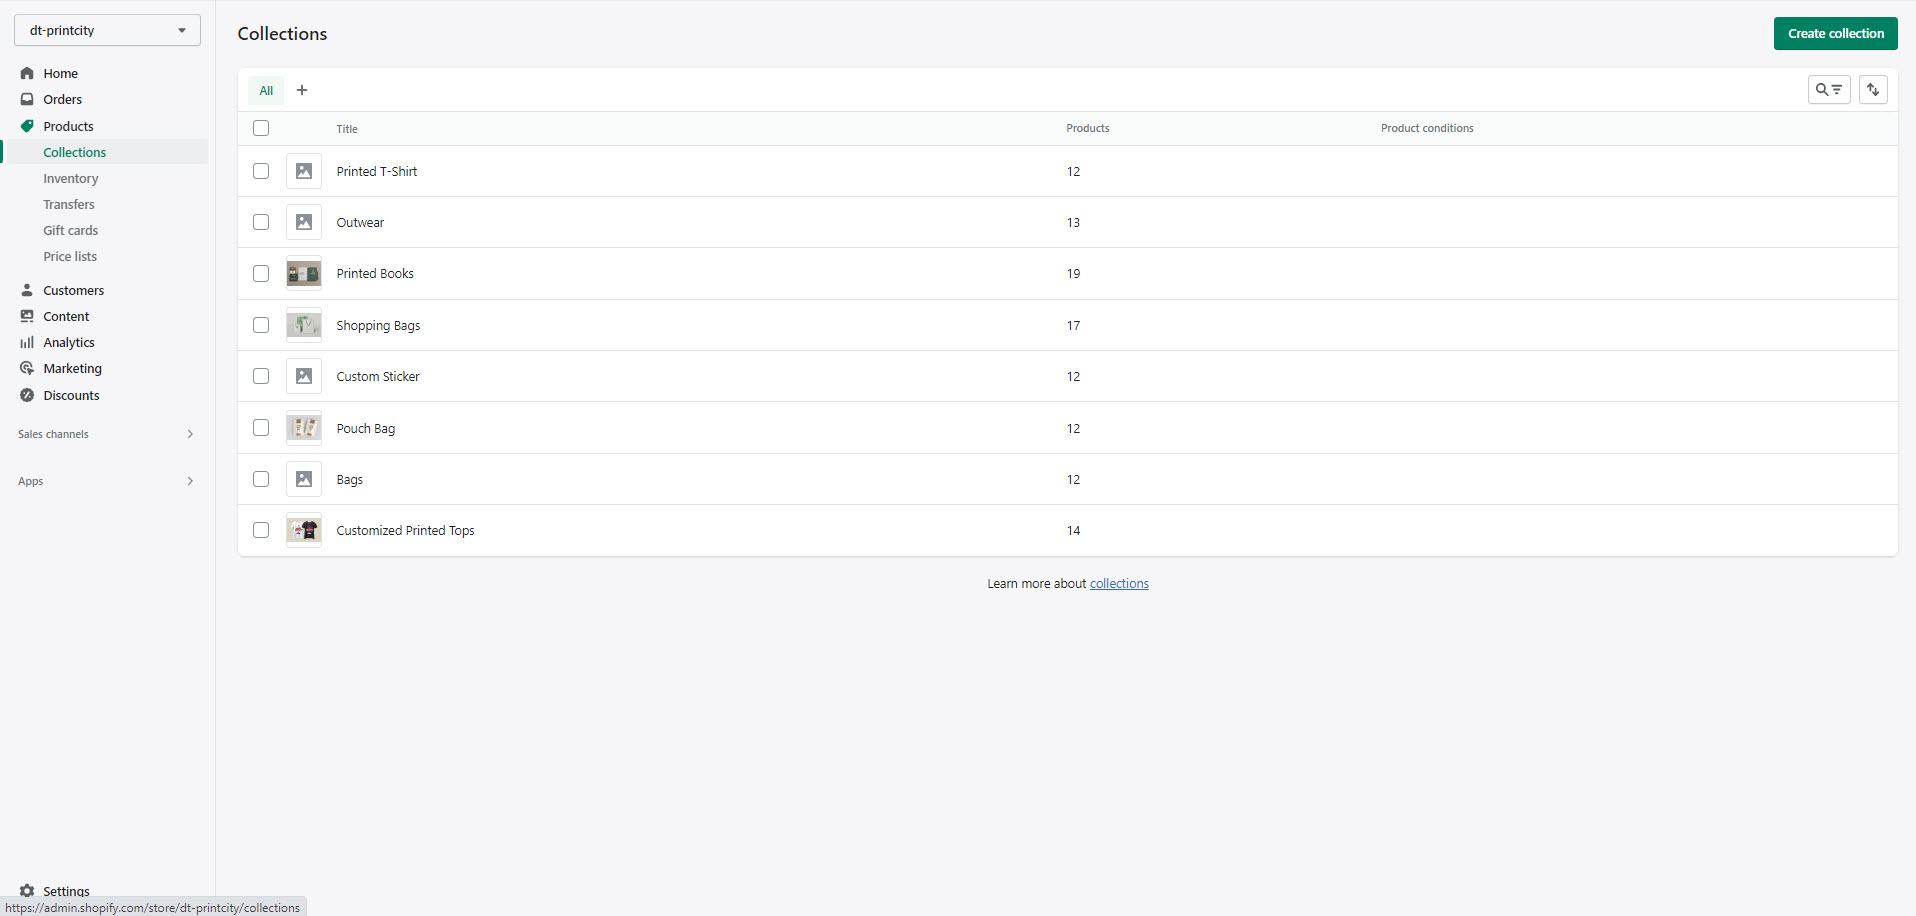 dt-printcity
Home
Orders
Products
Collections
Inventory
Transfers
Gift cards
Price lists
Customers
Content
Analytics
Marketing
Discounts
Sales channels
Apps
Settings
https://admin.shopify.com/store/dt-printcity/collections
Collections
Create collection
All
Title Products Product conditions
Printed T-Shirt 12
Outwear 13
Printed Books 19
Shopping Bags 17
Custom Sticker 12
Pouch Bag 12
Bags 12
Customized Printed Tops 14
Learn more about collections